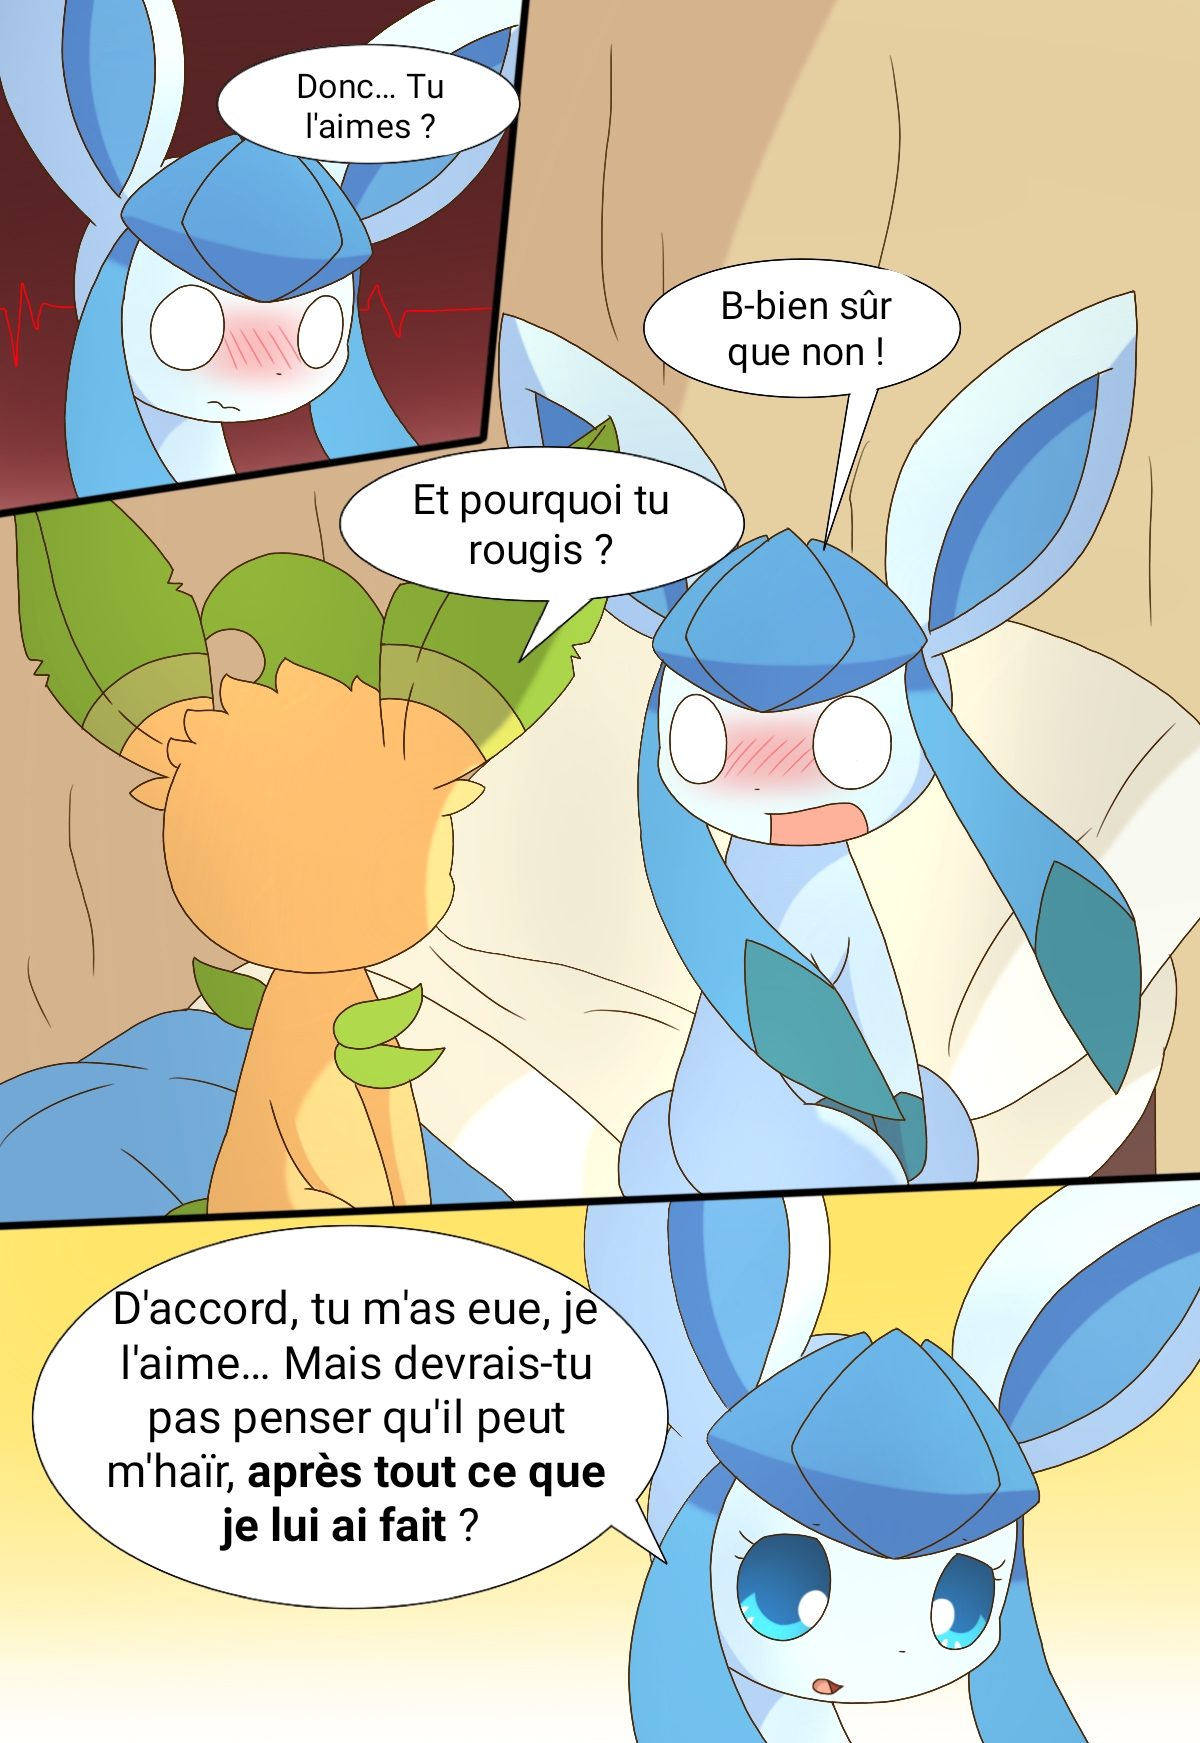 Donc... Tu
l'aimes ?
B-bien sûr
que non !
Et pourquoi tu
rougis ?
D'accord, tu m'as eue, je
l'aime... Mais devrais-tu
pas penser qu'il peut
m'haïr, après tout ce que
je lui ai fait ?